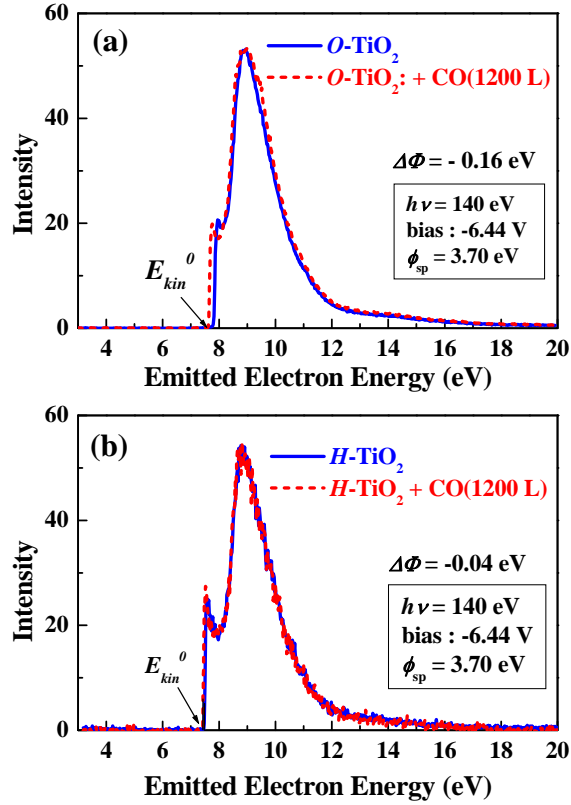 (a)
O-TiO₂
O-TiO₂: + CO(1200 L)
ΔΦ = - 0.16 eV
hν = 140 eV
bias : -6.44 V
ϕsp = 3.70 eV
Ekin⁰
Intensity
0
20
40
60
4 6 8 10 12 14 16 18 20
Emitted Electron Energy (eV)
(b)
H-TiO₂
H-TiO₂ + CO(1200 L)
ΔΦ = -0.04 eV
hν = 140 eV
bias : -6.44 V
ϕsp = 3.70 eV
Ekin⁰
Intensity
0
20
40
60
4 6 8 10 12 14 16 18 20
Emitted Electron Energy (eV)